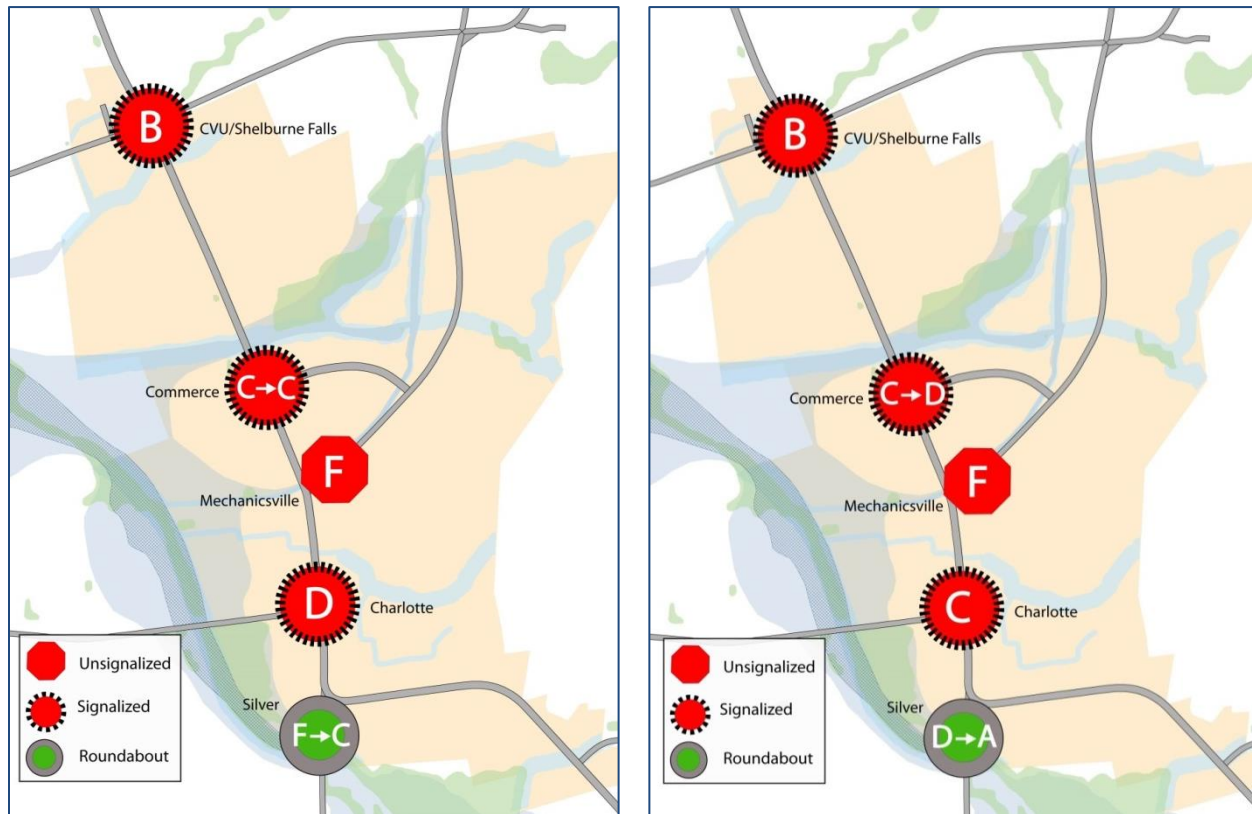 B
CVU/Shelburne Falls
C→C
Commerce
F
Mechanicsville
D
Charlotte
Unsignalized
Signalized
Roundabout
Silver
F→C
B
CVU/Shelburne Falls
C→D
Commerce
F
Mechanicsville
C
Charlotte
Unsignalized
Signalized
Roundabout
Silver
D→A